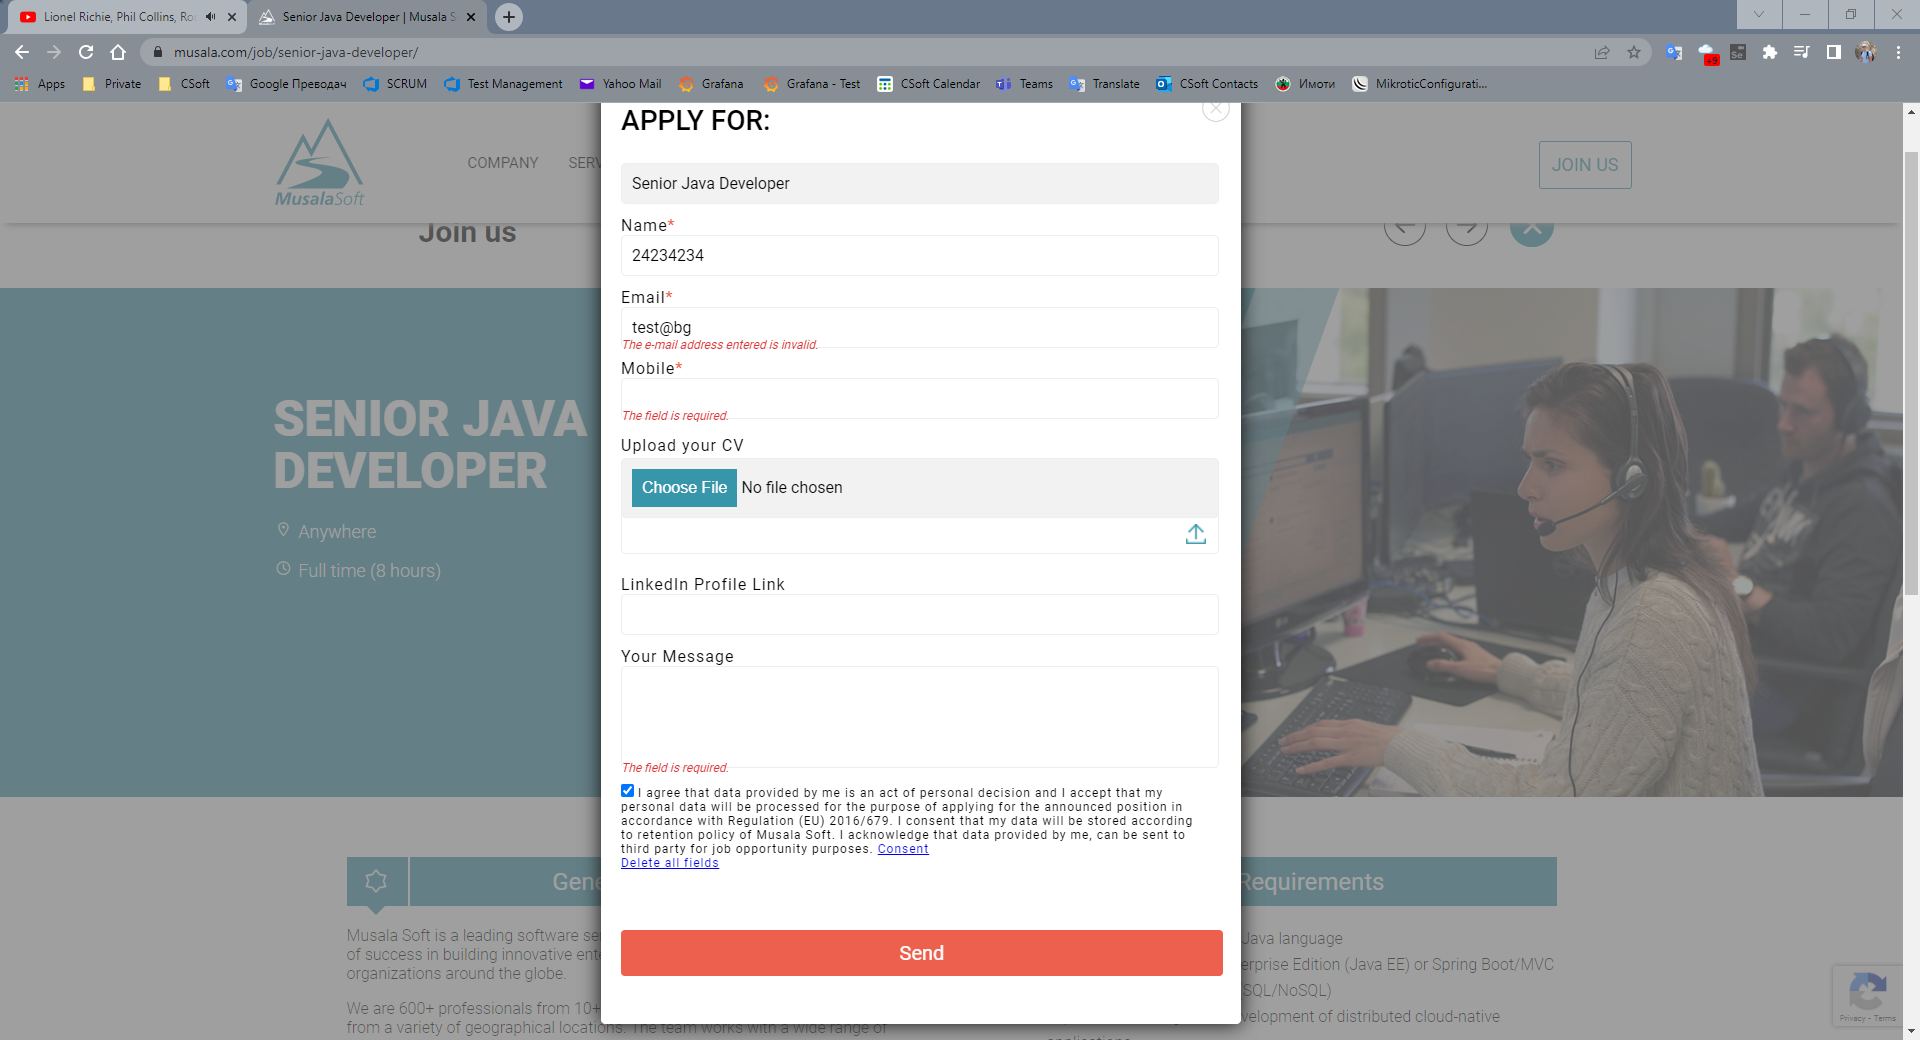 Lionel Richie, Phil Collins, Ro
Senior Java Developer | Musala S
musala.com/job/senior-java-developer/
Apps
Private
CSoft
Google Преводач
SCRUM
Test Management
Yahoo Mail
Grafana
Grafana - Test
CSoft Calendar
Teams
Translate
CSoft Contacts
Имоти
MikroticConfigurati...
MusalaSoft
COMPANY
SERV
JOIN US
Join us
SENIOR JAVA
DEVELOPER
Anywhere
Full time (8 hours)
APPLY FOR:
Senior Java Developer
Name*
24234234
Email*
test@bg
The e-mail address entered is invalid.
Mobile*
The field is required.
Upload your CV
Choose File No file chosen
LinkedIn Profile Link
Your Message
The field is required.
I agree that data provided by me is an act of personal decision and I accept that my
personal data will be processed for the purpose of applying for the announced position in
accordance with Regulation (EU) 2016/679. I consent that my data will be stored according
to retention policy of Musala Soft. I acknowledge that data provided by me, can be sent to
third party for job opportunity purposes. Consent
Delete all fields
Send
Gene
Musala Soft is a leading software se
of success in building innovative ente
organizations around the globe.
We are 600+ professionals from 10+
from a variety of geographical locations. The team works with a wide range of
Requirements
Java language
erprise Edition (Java EE) or Spring Boot/MVC
SQL/NoSQL)
velopment of distributed cloud-native
applications
Privacy - Terms